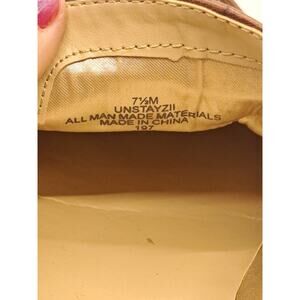 7½M
UNSTAYZII
ALL MAN MADE MATERIALS
MADE IN CHINA
197